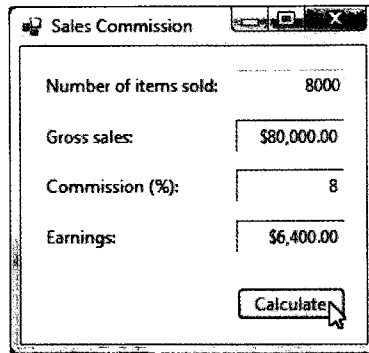 Sales Commission
Number of items sold: 8000
Gross sales: $80,000.00
Commission (%): 8
Earnings: $6,400.00
Calculate